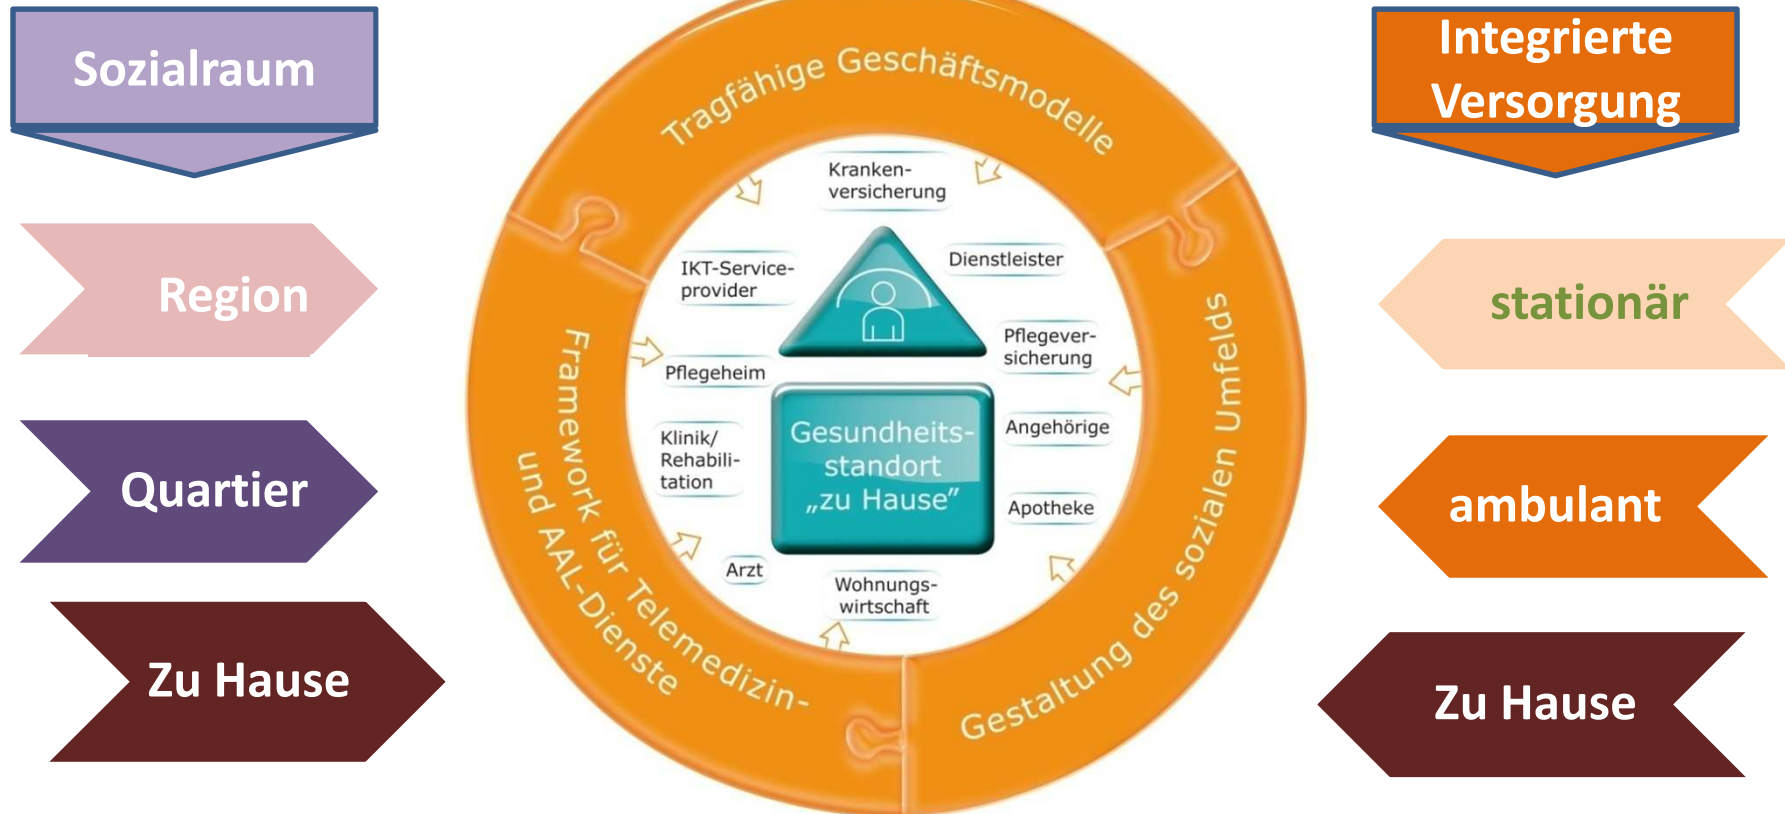 Sozialraum
Region
Quartier
Zu Hause
Tragfähige Geschäftsmodelle
Framework für Telemedizin-
und AAL-Dienste
Gestaltung des sozialen Umfelds
Kranken-
versicherung
IKT-Service-
provider
Dienstleister
Pflegeheim
Pflegever-
sicherung
Klinik/
Rehabili-
tation
Angehörige
Gesundheits-
standort
„zu Hause”
Apotheke
Arzt
Wohnungs-
wirtschaft
Integrierte
Versorgung
stationär
ambulant
Zu Hause